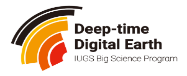 Deep-time
Digital Earth
IUGS Big Science Program